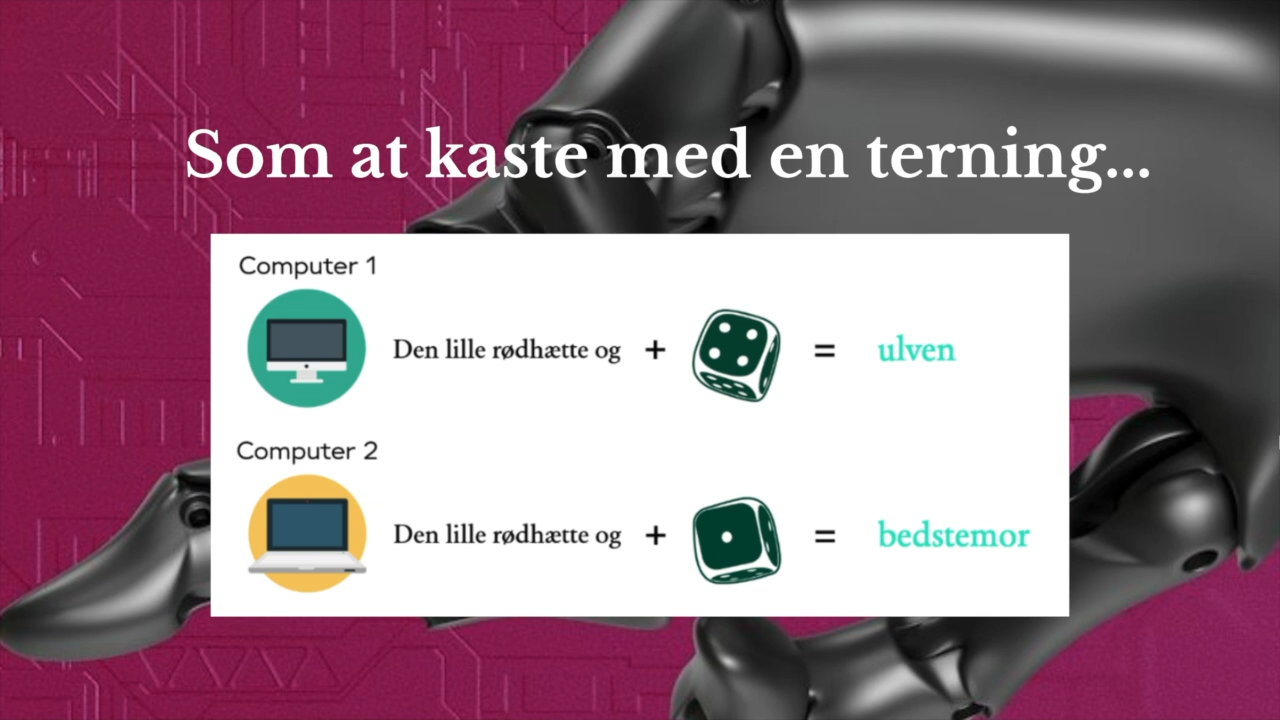 Som at kaste med en terning...
Computer 1
Den lille rødhætte og + = ulven
Computer 2
Den lille rødhætte og + = bedstemor